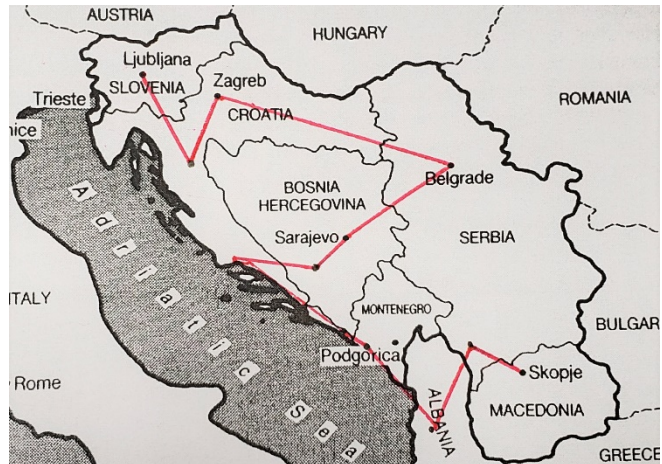 AUSTRIA
HUNGARY
Ljubljana
SLOVENIA
Zagreb
ROMANIA
Trieste
CROATIA
nice
Belgrade
BOSNIA
HERCEGOVINA
Sarajevo
SERBIA
Adriatic Sea
ITALY
MONTENEGRO
BULGAR
Podgorica
Rome
Skopje
ALBANIA
MACEDONIA
GREECE